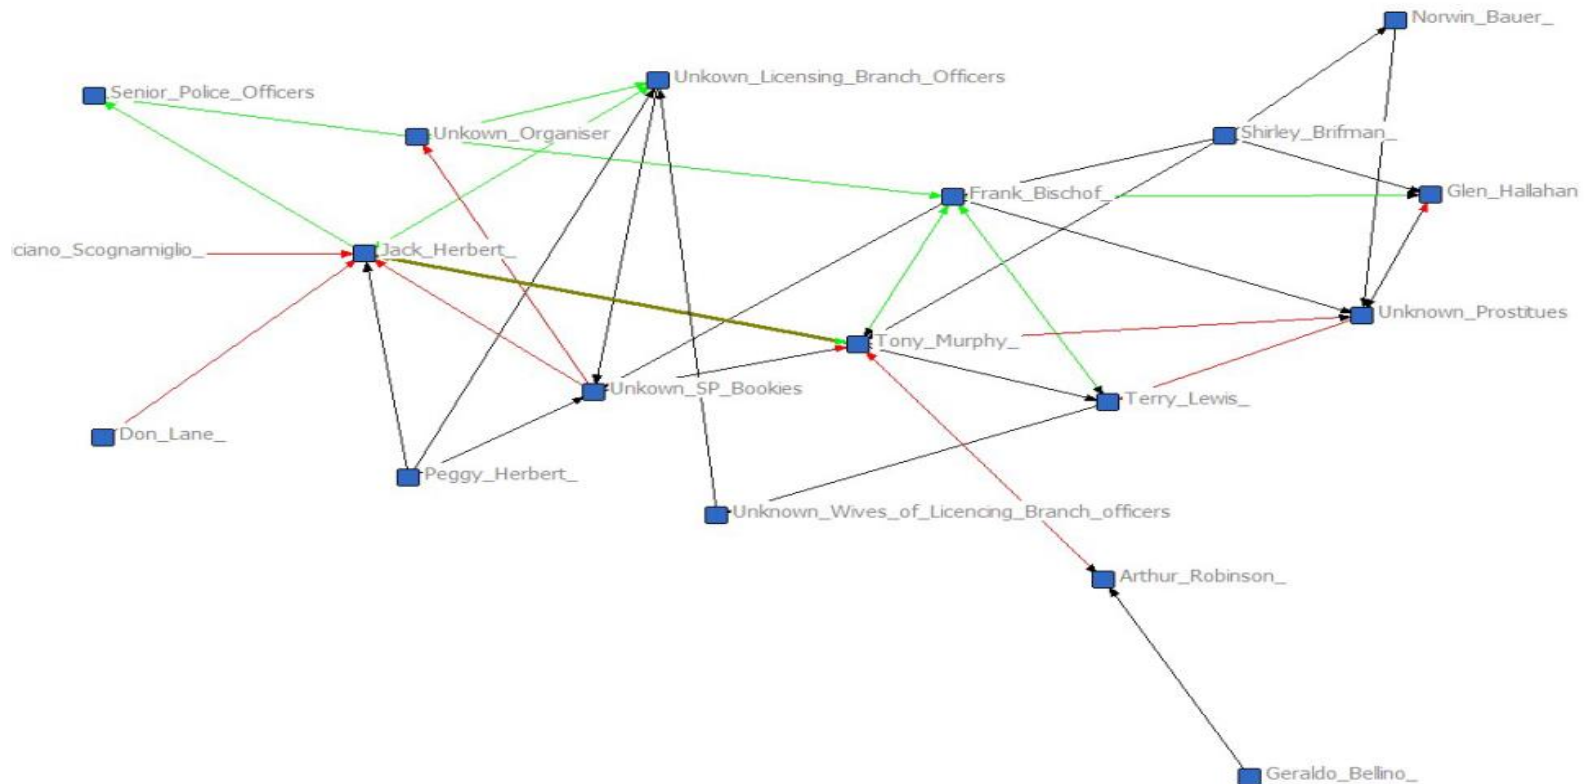 Norwin_Bauer_
Unkown_Licensing_Branch_Officers
Senior_Police_Officers
Unkown_Organiser
Shirley_Brifman_
Frank_Bischof_
Glen_Hallahan
ciano_Scognamiglio_
Jack_Herbert_
Unknown_Prostitues
Tony_Murphy_
Unkown_SP_Bookies
Terry_Lewis_
Don_Lane_
Peggy_Herbert_
Unknown_Wives_of_Licencing_Branch_officers
Arthur_Robinson_
Geraldo_Bellino_